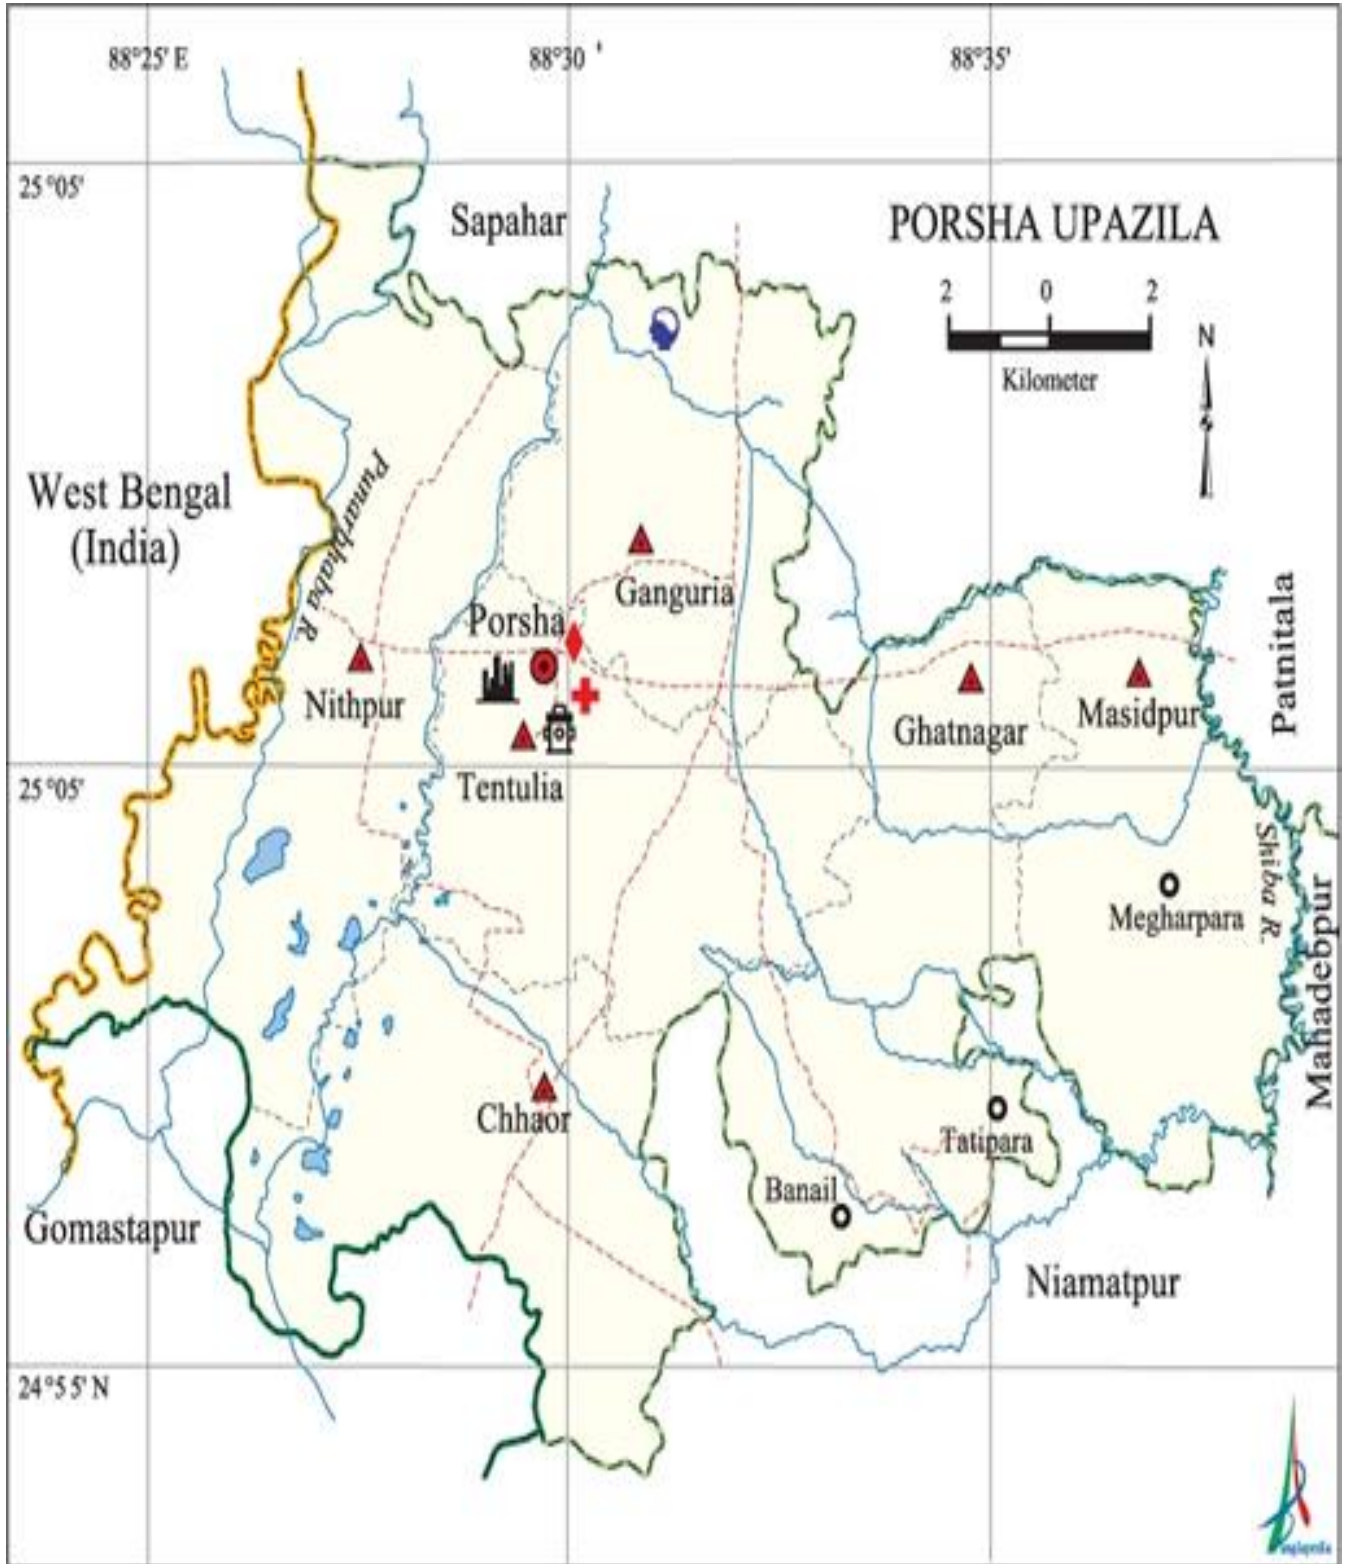 88°25' E
88°30'
88°35'
25°05'
Sapahar
PORSHA UPAZILA
2 0 2
Kilometer
N
West Bengal
(India)
Punarbhaba R.
Ganguria
Porsha
Nithpur
Tentulia
Ghatnagar
Masidpur
Patnitala
25°05'
Shiba R.
Megharpara
Mahadebpur
Chhaor
Tatipara
Banail
Gomastapur
Niamatpur
24°55' N